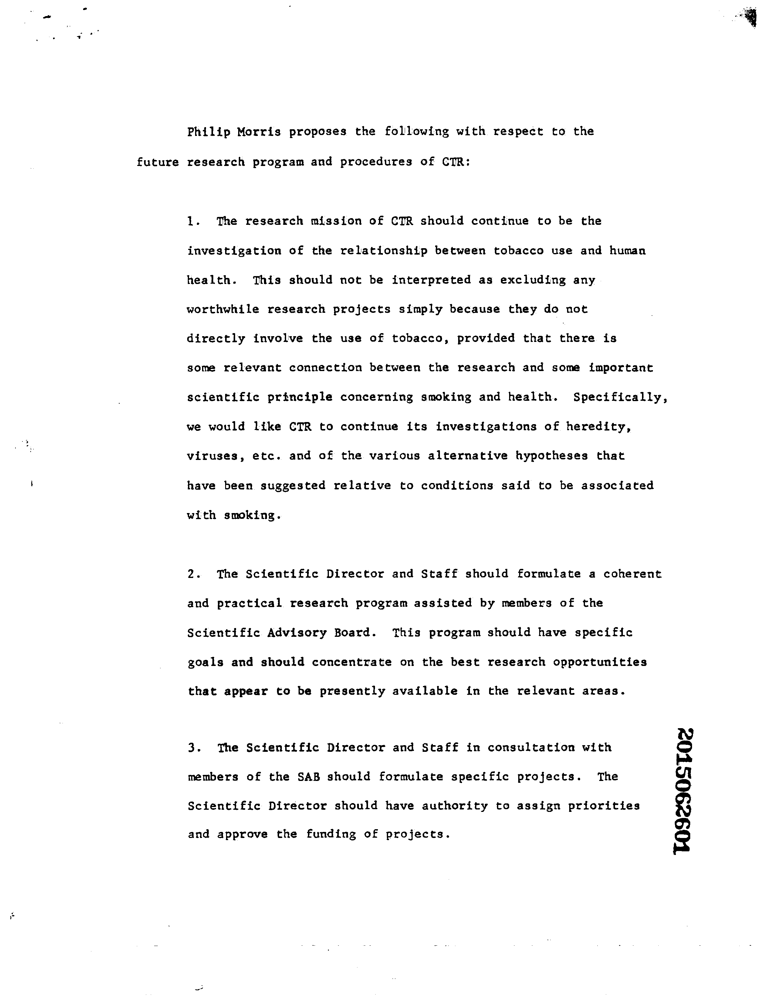 Philip Morris proposes the following with respect to the
future research program and procedures of CTR:
1. The research mission of CTR should continue to be the
investigation of the relationship between tobacco use and human
health. This should not be interpreted as excluding any
worthwhile research projects simply because they do not
directly involve the use of tobacco, provided that there is
some relevant connection between the research and some important
scientific principle concerning smoking and health. Specifically,
we would like CTR to continue its investigations of heredity,
viruses, etc. and of the various alternative hypotheses that
have been suggested relative to conditions said to be associated
with smoking.
2. The Scientific Director and Staff should formulate a coherent
and practical research program assisted by members of the
Scientific Advisory Board. This program should have specific
goals and should concentrate on the best research opportunities
that appear to be presently available in the relevant areas.
3. The Scientific Director and Staff in consultation with
members of the SAB should formulate specific projects. The
Scientific Director should have authority to assign priorities
and approve the funding of projects.
2015062601